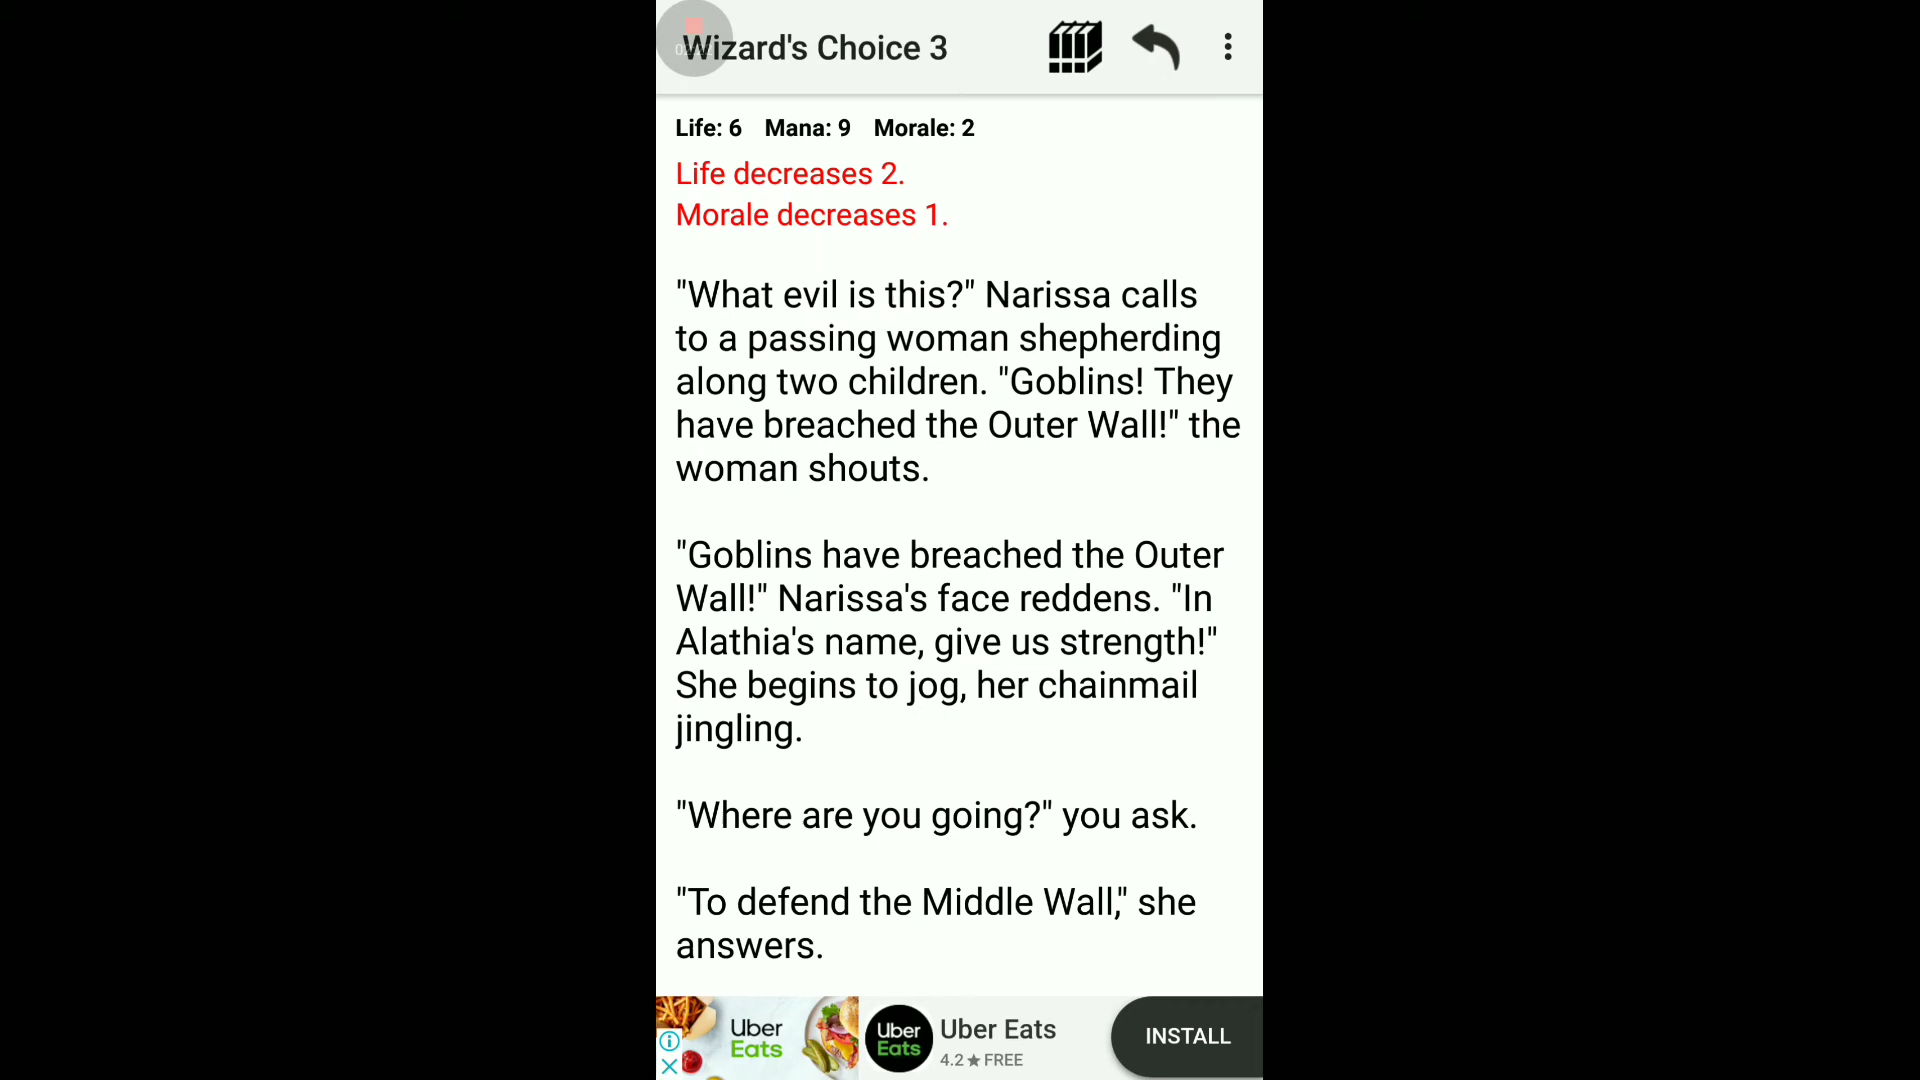 Wizard's Choice 3
Life: 6 Mana: 9 Morale: 2
Life decreases 2.
Morale decreases 1.
"What evil is this?" Narissa calls
to a passing woman shepherding
along two children. "Goblins! They
have breached the Outer Wall!" the
woman shouts.
"Goblins have breached the Outer
Wall!" Narissa's face reddens. "In
Alathia's name, give us strength!"
She begins to jog, her chainmail
jingling.
"Where are you going?" you ask.
"To defend the Middle Wall," she
answers.
Uber
Eats
Uber
Eats
Uber Eats
4.2★FREE
INSTALL